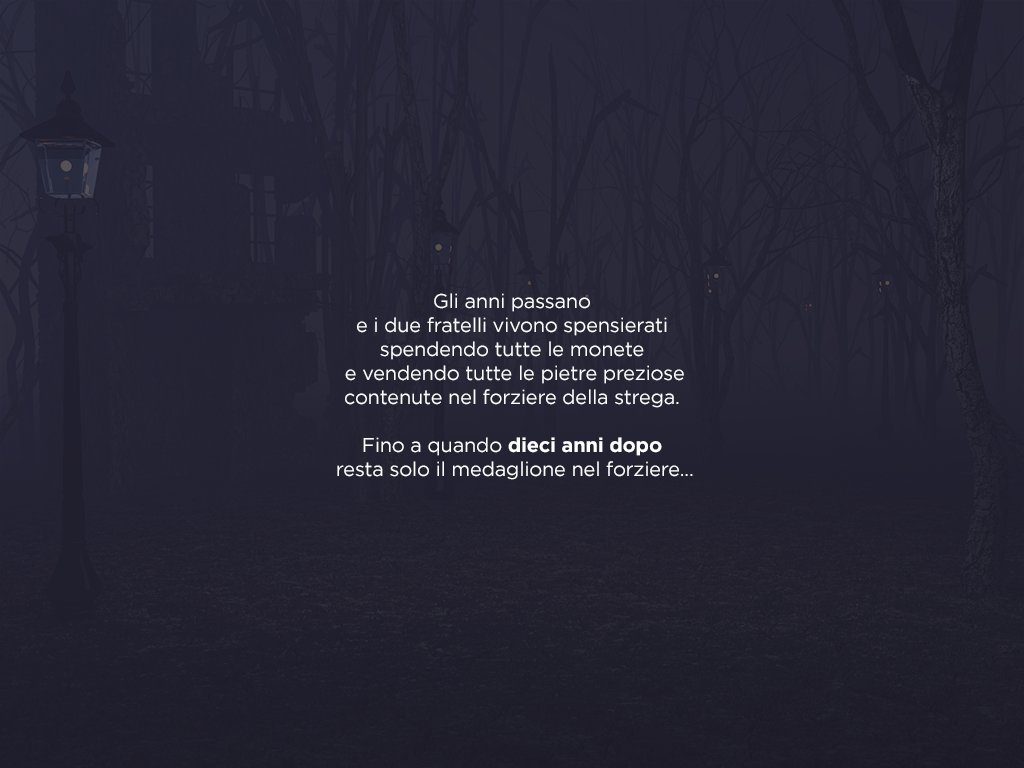 Gli anni passano
e i due fratelli vivono spensierati
spendendo tutte le monete
e vendendo tutte le pietre preziose
contenute nel forziere della strega.
Fino a quando dieci anni dopo
resta solo il medaglione nel forziere...